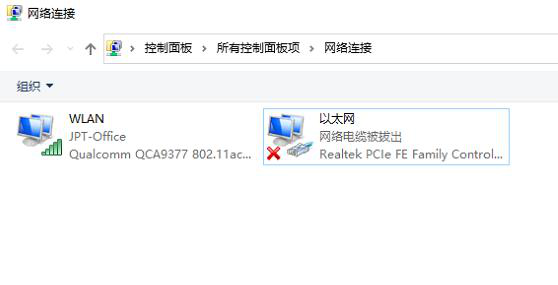 网络连接
控制面板 > 所有控制面板项 > 网络连接
组织
WLAN
JPT-Office
Qualcomm QCA9377 802.11ac...
以太网
网络电缆被拔出
Realtek PCIe FE Family Control...